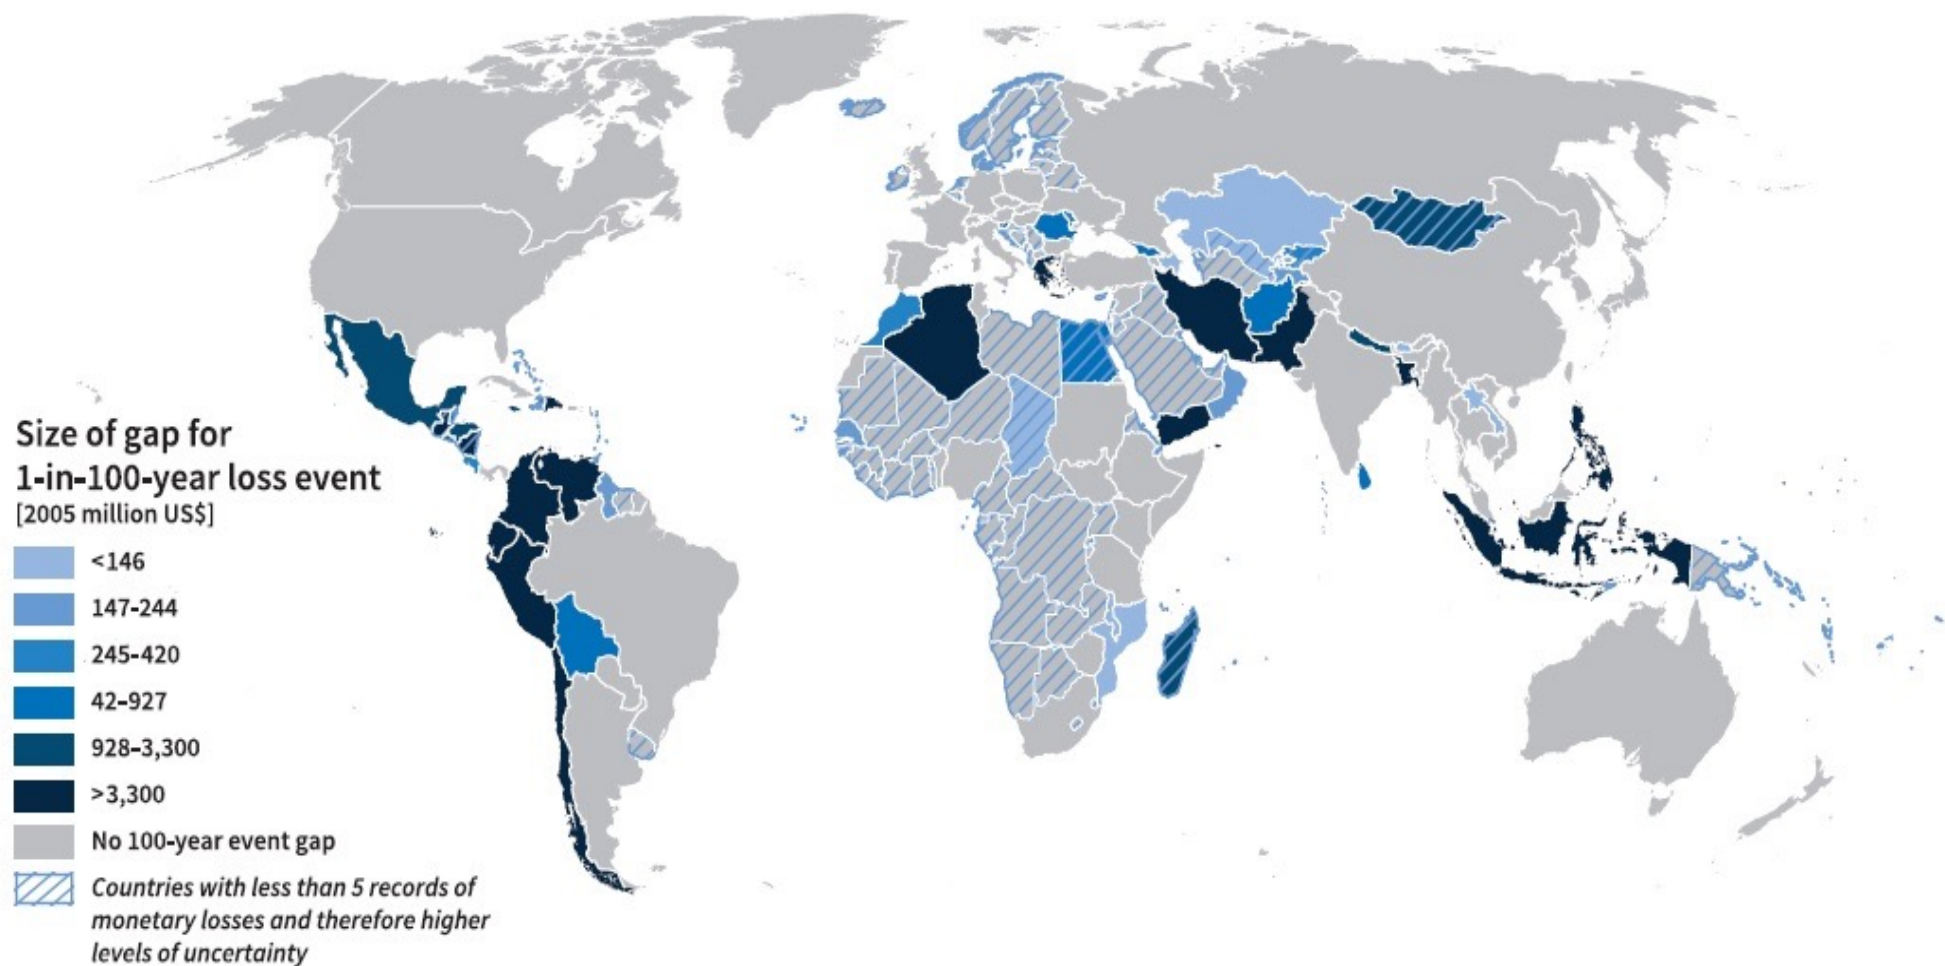 Size of gap for
1-in-100-year loss event
[2005 million US$]
<146
147-244
245-420
42-927
928-3,300
>3,300
No 100-year event gap
Countries with less than 5 records of
monetary losses and therefore higher
levels of uncertainty